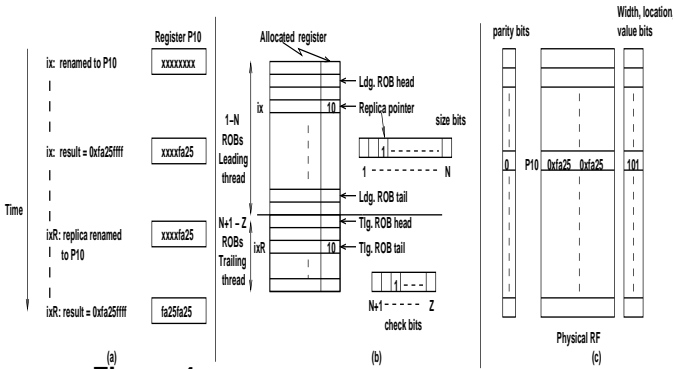 Register P10
ix: renamed to P10
xxxxxxxx
ix: result = 0xfa25ffff
xxxxfa25
Time
ixR: replica renamed
to P10
xxxxfa25
ixR: result = 0xfa25ffff
fa25fa25
(a)
Allocated register
Ldg. ROB head
ix
10
Replica pointer
1–N
ROBs
Leading
thread
size bits
1
1
N
Ldg. ROB tail
N+1 – Z
ROBs
Trailing
thread
Tlg. ROB head
ixR
10
Tlg. ROB tail
1
N+1
Z
check bits
(b)
Width, location
parity bits
value bits
0
P10
0xfa25
0xfa25
101
Physical RF
(c)